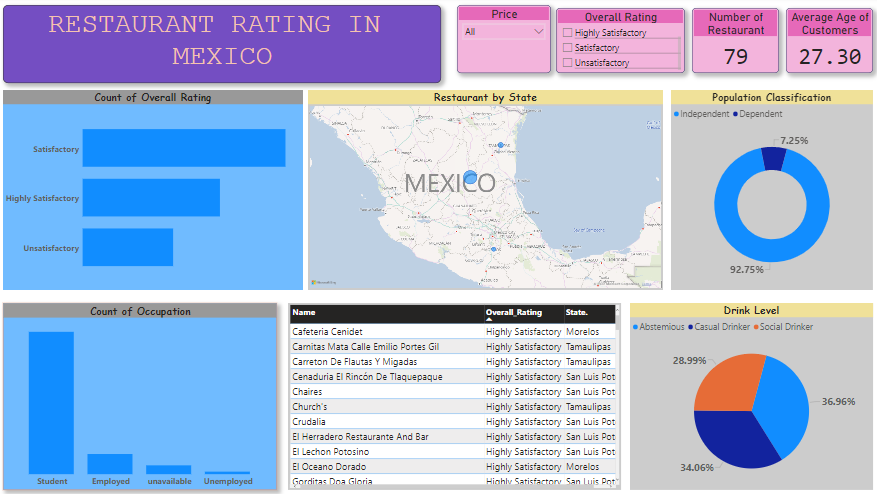 RESTAURANT RATING IN
MEXICO
Price
All
Overall Rating
Highly Satisfactory
Satisfactory
Unsatisfactory
Number of
Restaurant
79
Average Age of
Customers
27.30
Count of Overall Rating
Satisfactory
Highly Satisfactory
Unsatisfactory
Restaurant by State
MEXICO
Population Classification
Independent Dependent
7.25%
92.75%
Count of Occupation
Student Employed unavailable Unemployed
Name Overall_Rating State.
Cafeteria Cenidet Highly Satisfactory Morelos
Carnitas Mata Calle Emilio Portes Gil Highly Satisfactory Tamaulipas
Carreton De Flautas Y Migadas Highly Satisfactory Tamaulipas
Cenaduria El Rincón De Tlaquepaque Highly Satisfactory San Luis Pot
Chaires Highly Satisfactory San Luis Pot
Church's Highly Satisfactory Tamaulipas
Crudalia Highly Satisfactory San Luis Pot
El Herradero Restaurante And Bar Highly Satisfactory San Luis Pot
El Lechon Potosino Highly Satisfactory San Luis Pot
El Oceano Dorado Highly Satisfactory Morelos
Gorditas Doa Gloria Highly Satisfactory San Luis Pot
Drink Level
Abstemious Casual Drinker Social Drinker
28.99%
36.96%
34.06%